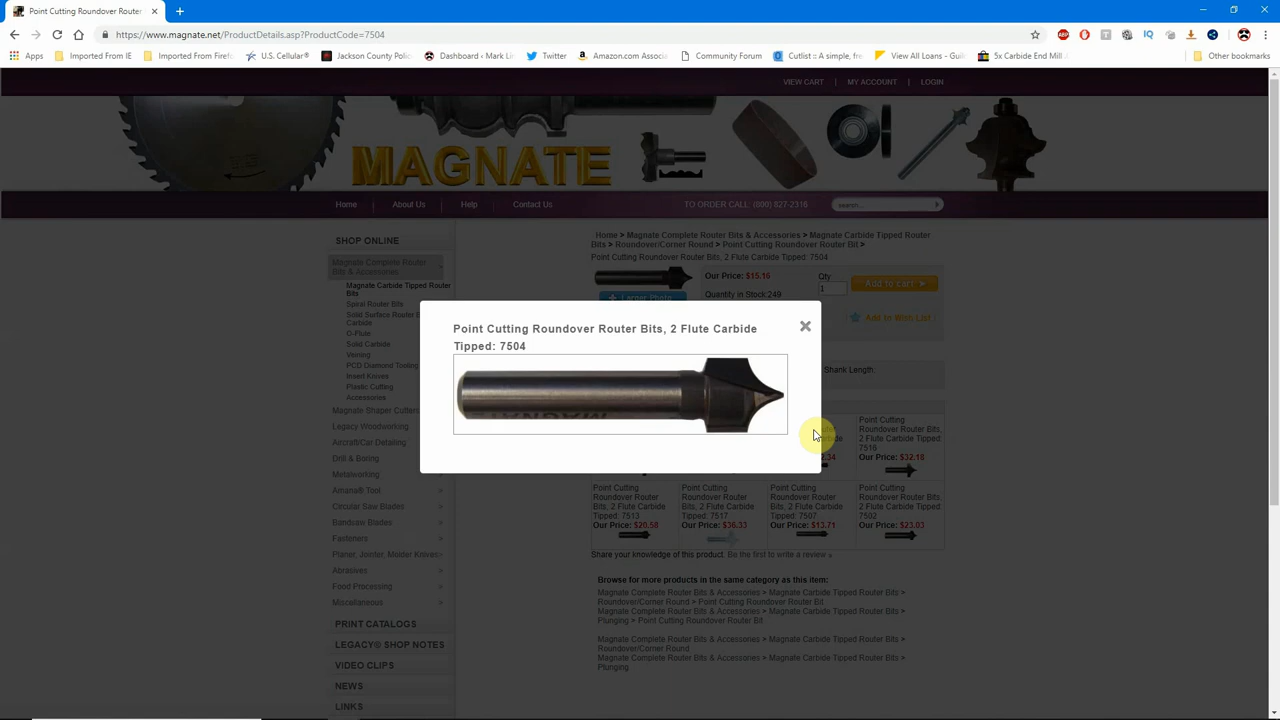 Point Cutting Roundover Router
https://www.magnate.net/ProductDetails.asp?ProductCode=7504
Apps
Imported From IE
Imported From Firef
U.S. Cellular®
Jackson County Polic
Dashboard ‹ Mark Lin
Twitter
Amazon.com Associa
Community Forum
Cutlist :: A simple, fre
View All Loans - Guil
5x Carbide End Mill
Other bookmarks
VIEW CART
MY ACCOUNT
LOGIN
MAGNATE
Home
About Us
Help
Contact Us
TO ORDER CALL (800) 827-2316
Search...
SHOP ONLINE
Magnate Complete Router
Bits & Accessories
Magnate Carbide Tipped Router
Bits
Spiral Router Bits
Solid Surface Router B
Carbide
O-Flute
Solid Carbide
Veining
PCD Diamond Tooling
Insert Knives
Plastic Cutting
Accessories
Magnate Shaper Cutters
Legacy Woodworking
Aircraft/Car Detailing
Drill & Boring
Metalworking
Amana® Tool
Circular Saw Blades
Bandsaw Blades
Fasteners
Planer, Jointer, Molder Knives
Abrasives
Food Processing
Miscellaneous
PRINT CATALOGS
LEGACY® SHOP NOTES
VIDEO CLIPS
NEWS
LINKS
Home > Magnate Complete Router Bits & Accessories > Magnate Carbide Tipped Router
Bits > Roundover/Corner Round > Point Cutting Roundover Router Bit >
Point Cutting Roundover Router Bits, 2 Flute Carbide Tipped: 7504
Our Price: $15.16
Qty:
1
Add to cart >
Larger Photo
Quantity in Stock:249
Add To Wish List
Point Cutting Roundover Router Bits, 2 Flute Carbide
Tipped: 7504
Shank Length:
Point Cutting
Roundover Router
Bits, 2 Flute Carbide
Tipped: 7516
Our Price: $32.18
Point Cutting
Roundover Router
Bits, 2 Flute Carbide
Tipped: 7513
Our Price: $20.58
Point Cutting
Roundover Router
Bits, 2 Flute Carbide
Tipped: 7517
Our Price: $36.33
Point Cutting
Roundover Router
Bits, 2 Flute Carbide
Tipped: 7507
Our Price: $13.71
Point Cutting
Roundover Router
Bits, 2 Flute Carbide
Tipped: 7502
Our Price: $23.03
Share your knowledge of this product. Be the first to write a review »
Browse for more products in the same category as this item:
Magnate Complete Router Bits & Accessories > Magnate Carbide Tipped Router Bits >
Roundover/Corner Round > Point Cutting Roundover Router Bit
Magnate Complete Router Bits & Accessories > Magnate Carbide Tipped Router Bits >
Plunging > Point Cutting Roundover Router Bit
Magnate Complete Router Bits & Accessories > Magnate Carbide Tipped Router Bits >
Roundover/Corner Round
Magnate Complete Router Bits & Accessories > Magnate Carbide Tipped Router Bits >
Plunging